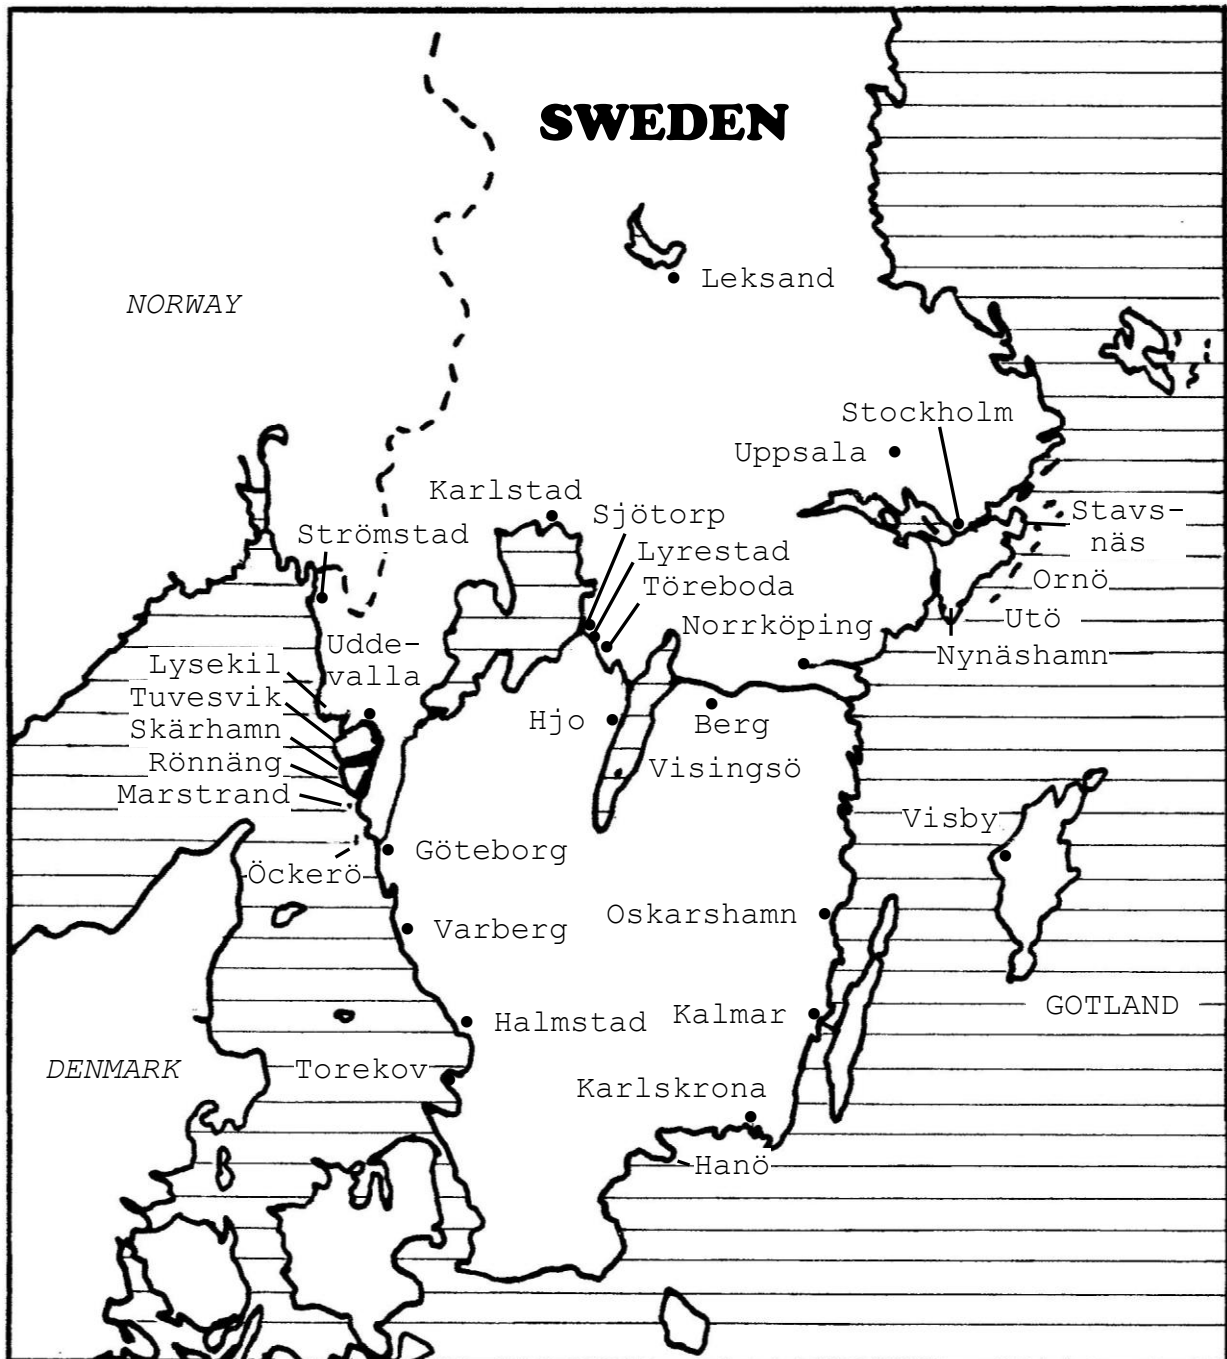 SWEDEN
Leksand
NORWAY
Stockholm
Uppsala
Karlstad
Sjötorp
Stavs-
näs
Strömstad
Lyrestad
Töreboda
Ornö
Utö
Norrköping
Nynäshamn
Udde-
valla
Lysekil
Tuvesvik
Skärhamn
Rönnäng
Marstrand
Hjo
Berg
Visingsö
Visby
Göteborg
Öckerö
Oskarshamn
Varberg
GOTLAND
Kalmar
Halmstad
DENMARK
Torekov
Karlskrona
Hanö